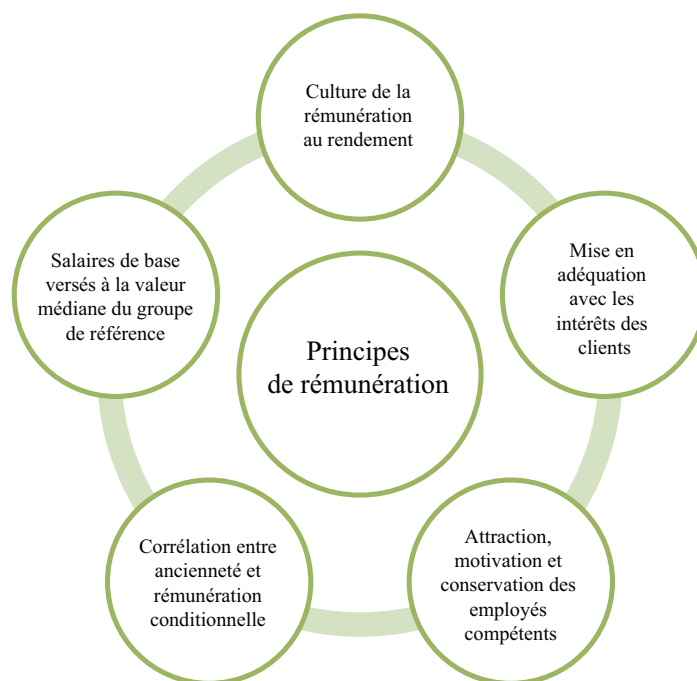 Culture de la
rémunération
au rendement
Mise en
adéquation
avec les
intérêts des
clients
Attraction,
motivation et
conservation des
employés
compétents
Corrélation entre
ancienneté et
rémunération
conditionnelle
Salaires de base
versés à la valeur
médiane du groupe
de référence
Principes
de rémunération